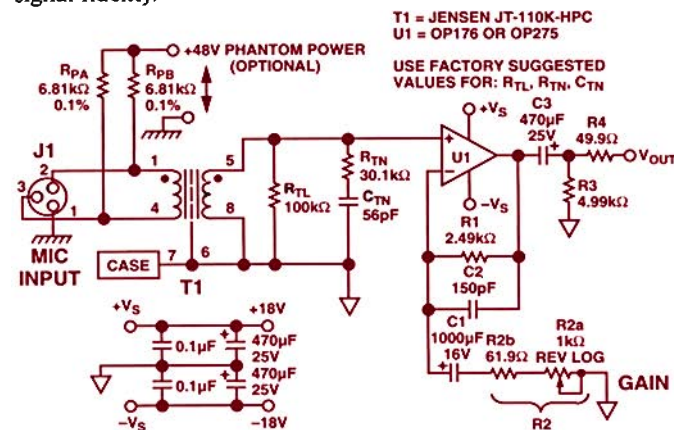 signal fidelity.
T1 = JENSEN JT-110K-HPC
U1 = OP176 OR OP275
USE FACTORY SUGGESTED
VALUES FOR: RTL, RTN, CTN
+48V PHANTOM POWER
(OPTIONAL)
RPA
6.81kΩ
0.1%
RPB
6.81kΩ
0.1%
J1
2
3
1
MIC
INPUT
1
4
5
8
7
6
CASE
T1
RTL
100kΩ
RTN
30.1kΩ
CTN
56pF
+VS
+
−
U1
−VS
C3
470µF
25V
+
R4
49.9Ω
VOUT
R3
4.99kΩ
R1
2.49kΩ
C2
150pF
C1
1000µF
16V
+
R2b
61.9Ω
R2a
1kΩ
REV LOG
GAIN
R2
+VS
+18V
0.1µF
+
470µF
25V
0.1µF
+
470µF
25V
−VS
−18V